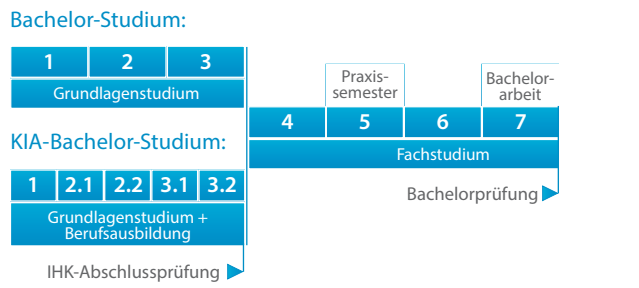 Bachelor-Studium:
1 2 3
Grundlagenstudium
Praxis-
semester
Bachelor-
arbeit
4 5 6 7
Fachstudium
Bachelorprüfung
KIA-Bachelor-Studium:
1 2.1 2.2 3.1 3.2
Grundlagenstudium +
Berufsausbildung
IHK-Abschlussprüfung